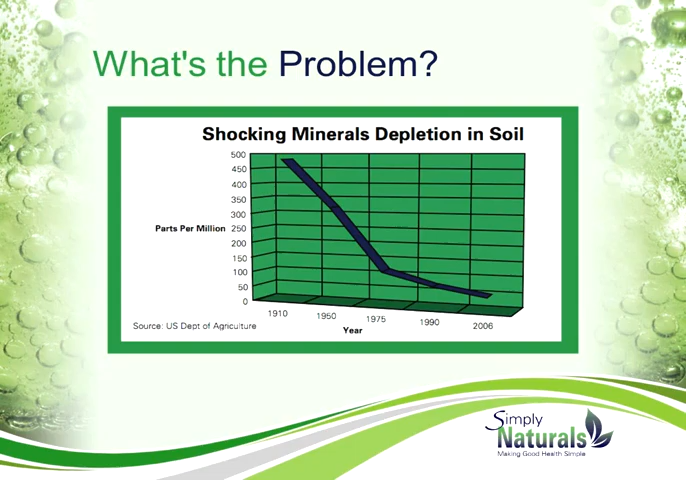 What's the Problem?
Shocking Minerals Depletion in Soil
500
450
400
350
300
Parts Per Million 250
200
150
100
50
0
1910 1950 1975 1990 2006
Source: US Dept of Agriculture
Year
Simply
Naturals
Making Good Health Simple